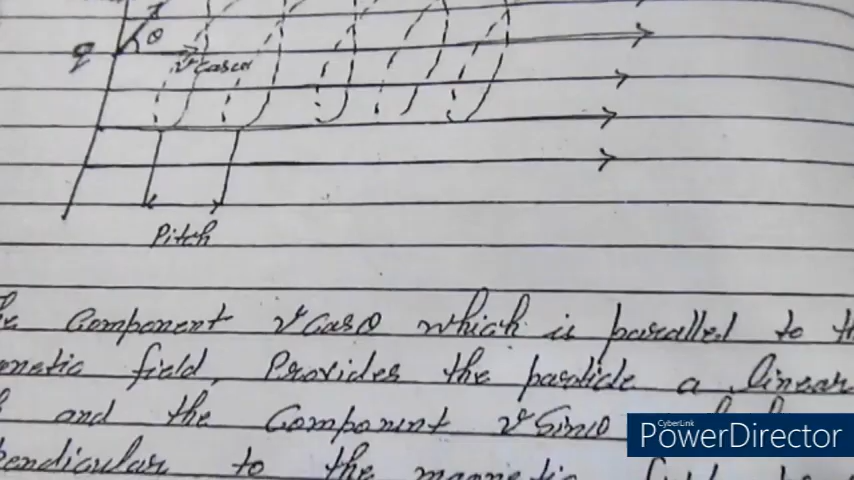 θ
q
v cosθ
Pitch
Component v cosθ which is parallel to
field, Provides the particle a linear
and the Component v sinθ
to the magnetic
CyberLink
PowerDirector